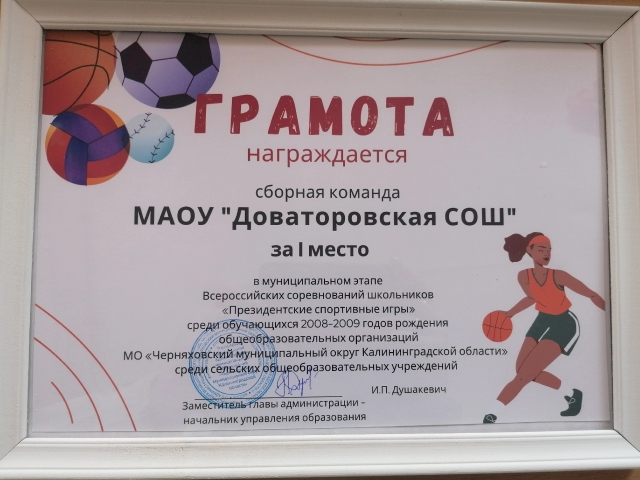 ГРАМОТА
награждается
сборная команда
МАОУ "Доваторовская СОШ"
за I место
в муниципальном этапе
Всероссийских соревнований школьников
«Президентские спортивные игры»
среди обучающихся 2008-2009 годов рождения
общеобразовательных организаций
МО «Черняховский муниципальный округ Калининградской области»
среди сельских общеобразовательных учреждений
И.П. Душакевич
Заместитель главы администрации –
начальник управления образования